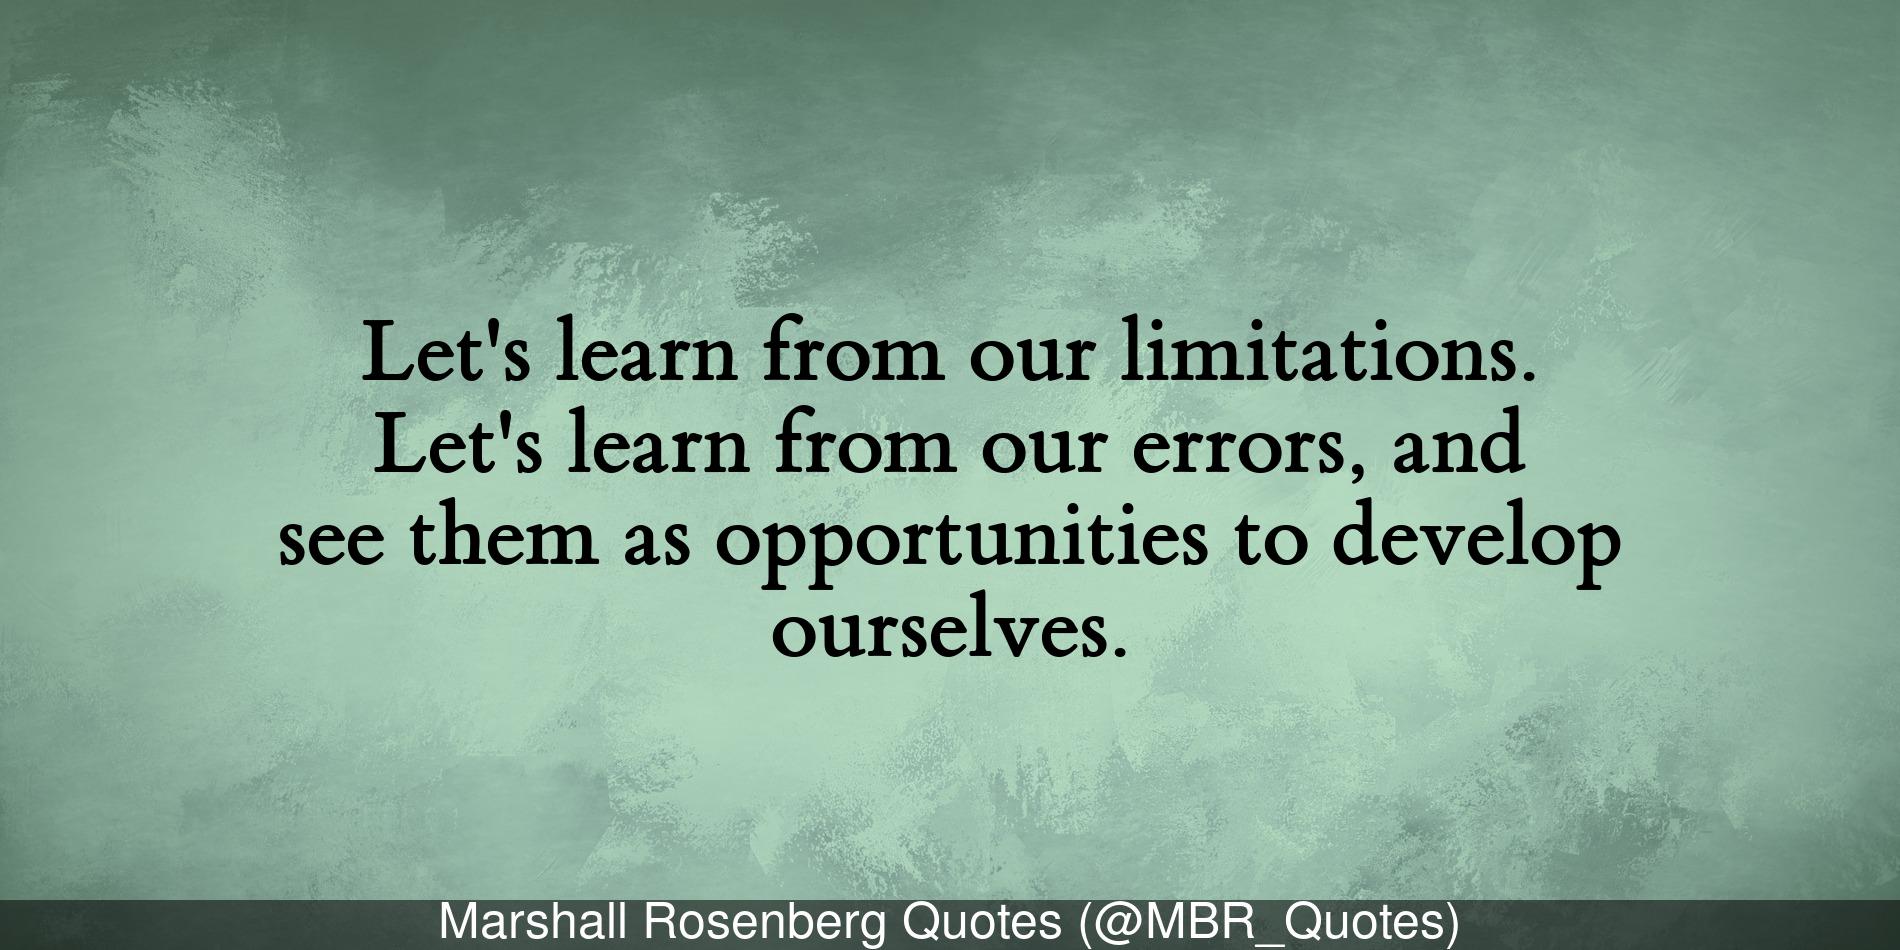 Let's learn from our limitations.
Let's learn from our errors, and
see them as opportunities to develop
ourselves.
Marshall Rosenberg Quotes (@MBR_Quotes)